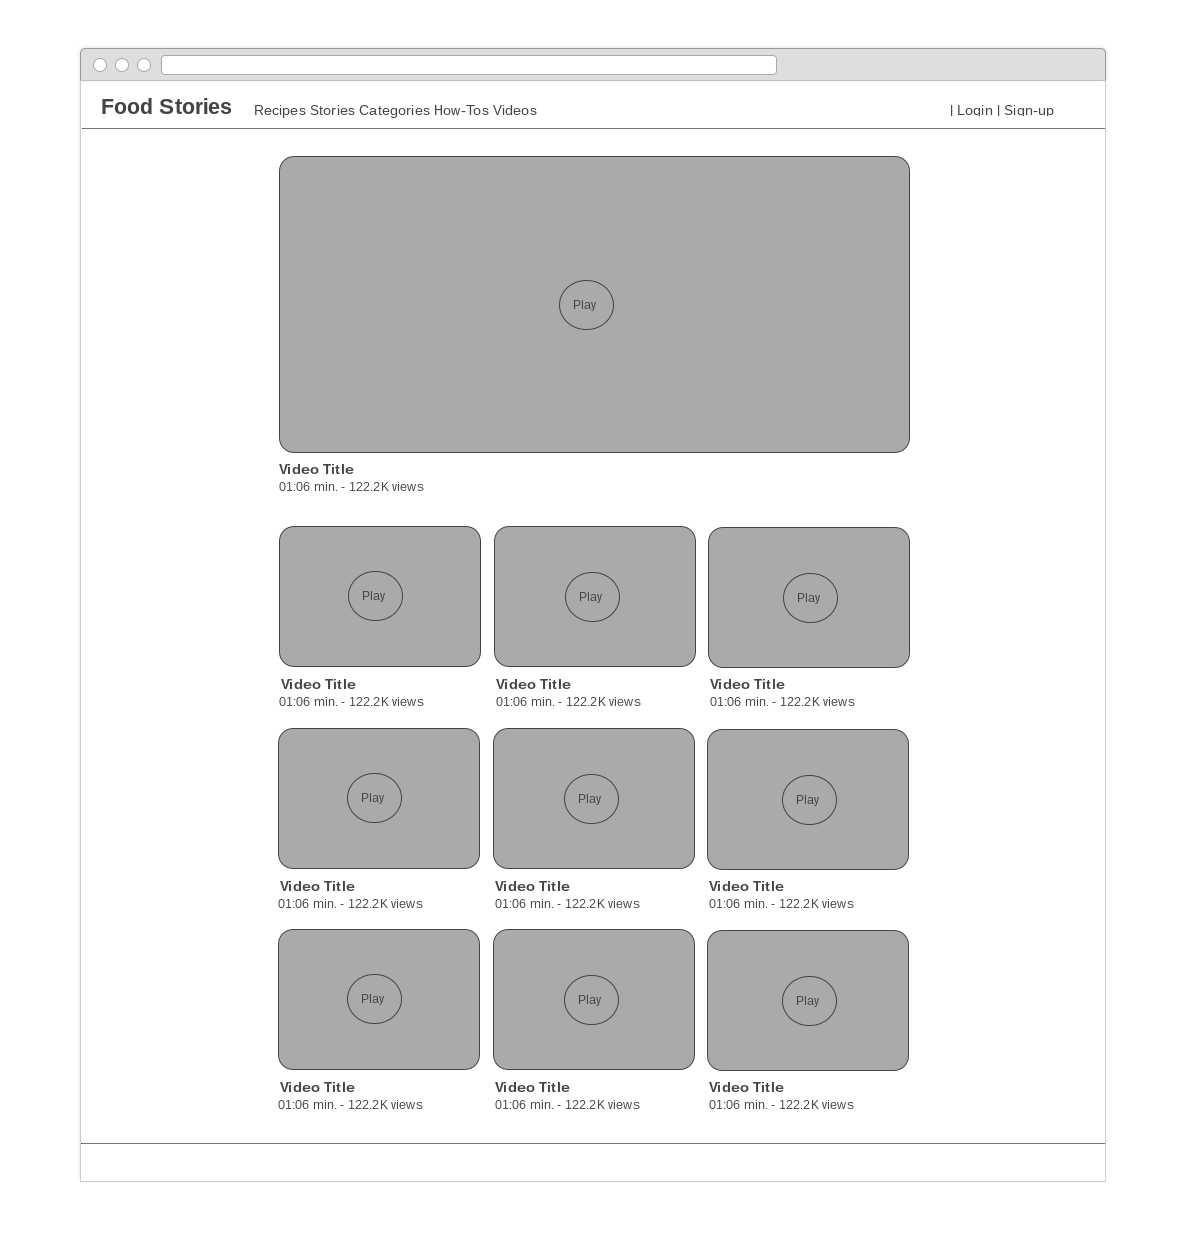 Food Stories
Recipes Stories Categories How-Tos Videos
| Login | Sign-up
Play
Video Title
01:06 min. - 122.2K views
Play
Play
Play
Video Title
Video Title
Video Title
01:06 min. - 122.2K views
01:06 min. - 122.2K views
01:06 min. - 122.2K views
Play
Play
Play
Video Title
Video Title
Video Title
01:06 min. - 122.2K views
01:06 min. - 122.2K views
01:06 min. - 122.2K views
Play
Play
Play
Video Title
Video Title
Video Title
01:06 min. - 122.2K views
01:06 min. - 122.2K views
01:06 min. - 122.2K views